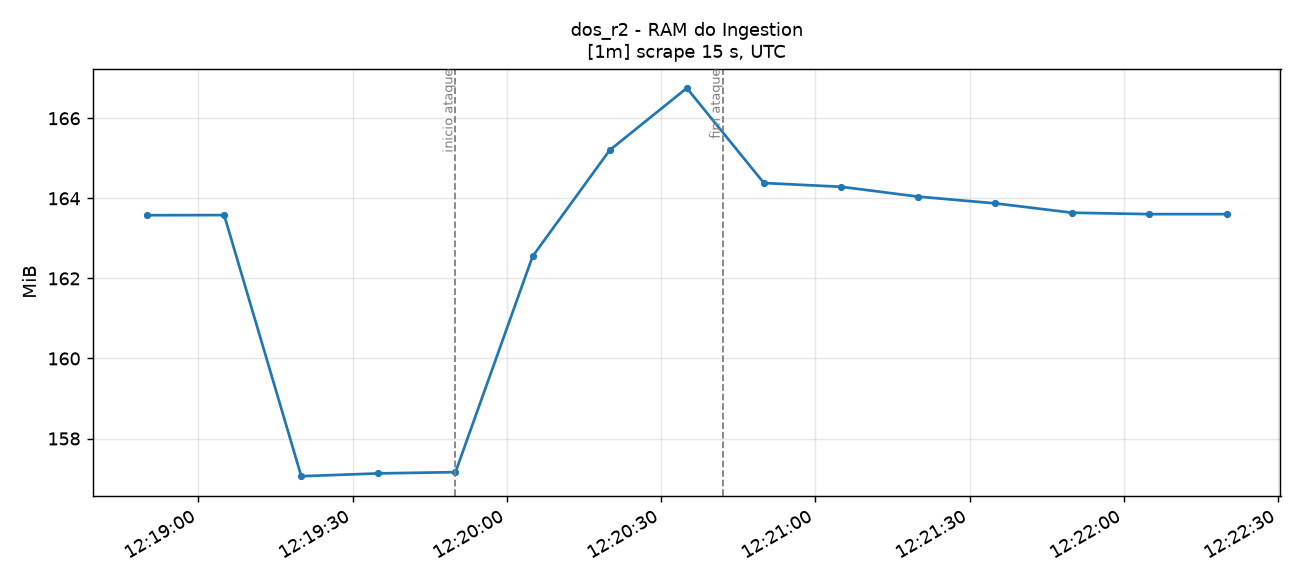 dos_r2 - RAM do Ingestion
[1m] scrape 15 s, UTC
inicio ataque
fim ataque
MiB
166
164
162
160
158
12:19:00
12:19:30
12:20:00
12:20:30
12:21:00
12:21:30
12:22:00
12:22:30